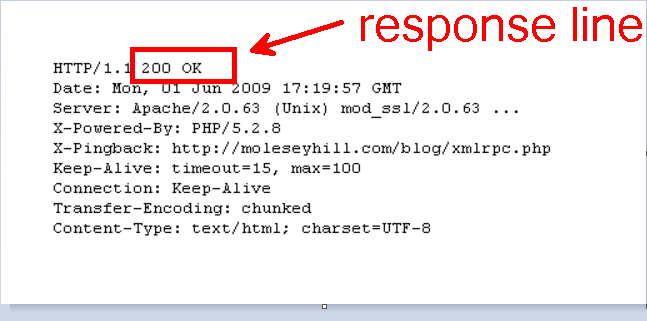 response line
HTTP/1.1 200 OK
Date: Mon, 01 Jun 2009 17:19:57 GMT
Server: Apache/2.0.63 (Unix) mod_ssl/2.0.63 ...
X-Powered-By: PHP/5.2.8
X-Pingback: http://moleseyhill.com/blog/xmlrpc.php
Keep-Alive: timeout=15, max=100
Connection: Keep-Alive
Transfer-Encoding: chunked
Content-Type: text/html; charset=UTF-8